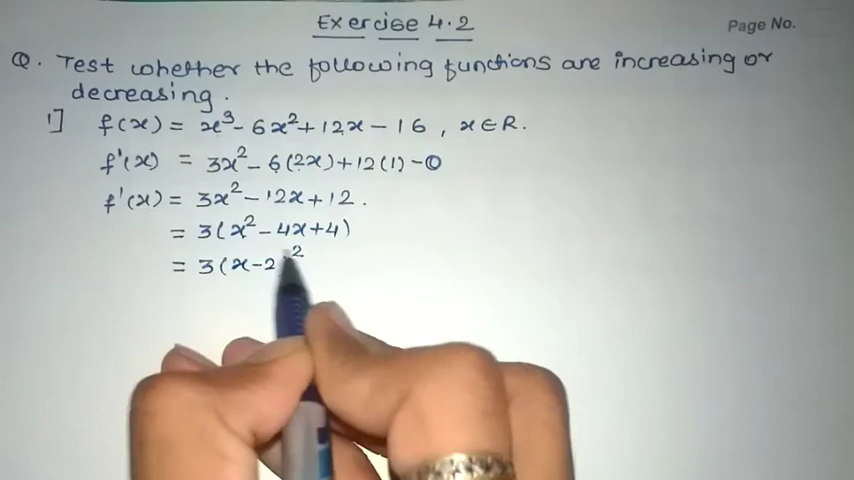 Exercise 4.2
Page No.
Q. Test whether the following functions are increasing or
decreasing.
1] f(x) = x³ - 6x² + 12x - 16, x ∈ R.
f'(x) = 3x² - 6(2x) + 12(1) - 0
f'(x) = 3x² - 12x + 12.
= 3(x² - 4x + 4)
= 3(x - 2)²